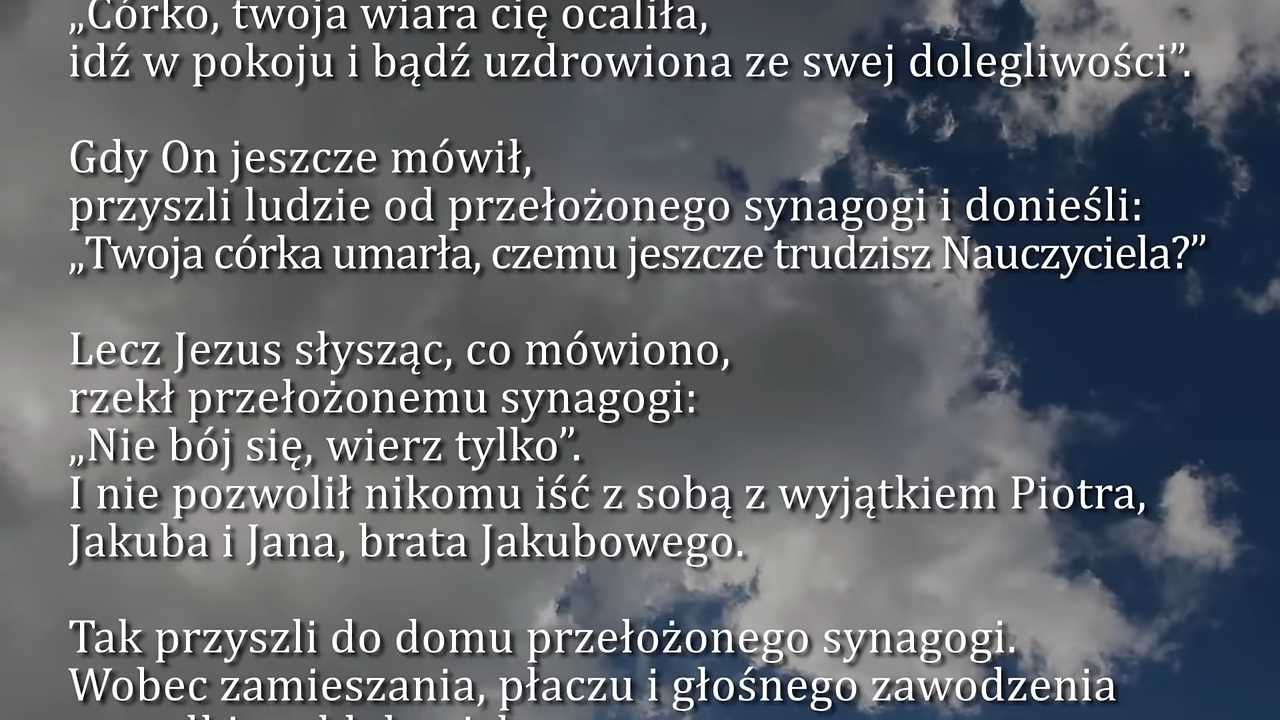 „Córko, twoja wiara cię ocaliła,
idź w pokoju i bądź uzdrowiona ze swej dolegliwości”.
Gdy On jeszcze mówił,
przyszli ludzie od przełożonego synagogi i donieśli:
„Twoja córka umarła, czemu jeszcze trudzisz Nauczyciela?”
Lecz Jezus słysząc, co mówiono,
rzekł przełożonemu synagogi:
„Nie bój się, wierz tylko”.
I nie pozwolił nikomu iść z sobą z wyjątkiem Piotra,
Jakuba i Jana, brata Jakubowego.
Tak przyszli do domu przełożonego synagogi.
Wobec zamieszania, płaczu i głośnego zawodzenia